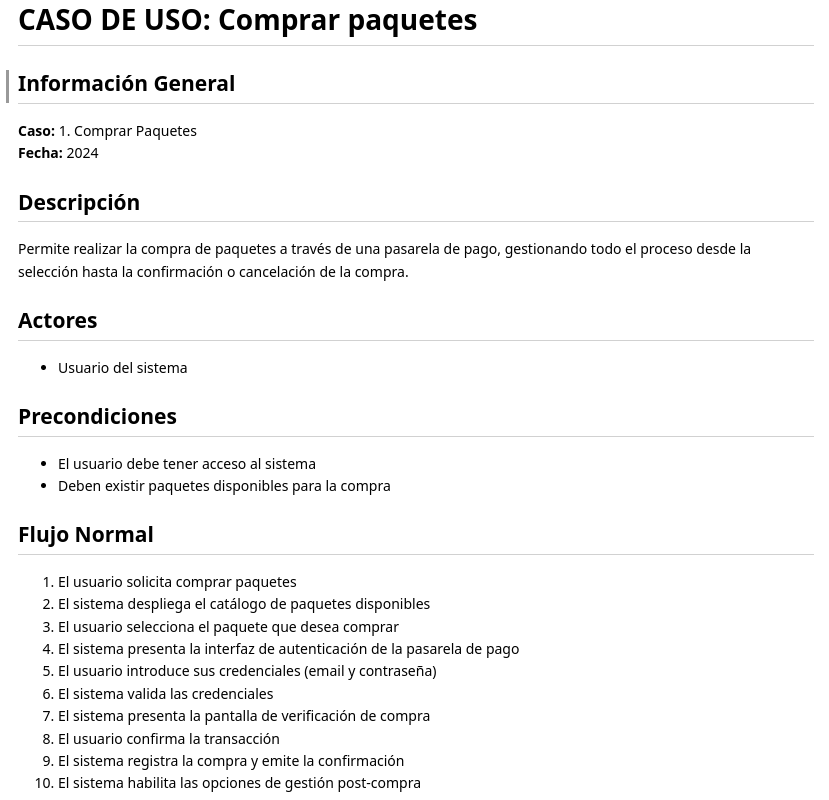 CASO DE USO: Comprar paquetes
Información General
Caso: 1. Comprar Paquetes
Fecha: 2024
Descripción
Permite realizar la compra de paquetes a través de una pasarela de pago, gestionando todo el proceso desde la
selección hasta la confirmación o cancelación de la compra.
Actores
• Usuario del sistema
Precondiciones
• El usuario debe tener acceso al sistema
• Deben existir paquetes disponibles para la compra
Flujo Normal
1. El usuario solicita comprar paquetes
2. El sistema despliega el catálogo de paquetes disponibles
3. El usuario selecciona el paquete que desea comprar
4. El sistema presenta la interfaz de autenticación de la pasarela de pago
5. El usuario introduce sus credenciales (email y contraseña)
6. El sistema valida las credenciales
7. El sistema presenta la pantalla de verificación de compra
8. El usuario confirma la transacción
9. El sistema registra la compra y emite la confirmación
10. El sistema habilita las opciones de gestión post-compra